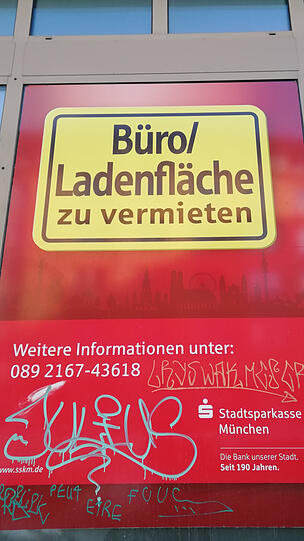 Büro/
Ladenfläche
zu vermieten
Weitere Informationen unter:
089 2167-43618
Stadtsparkasse
München
Die Bank unserer Stadt.
Seit 190 Jahren.
www.sskm.de